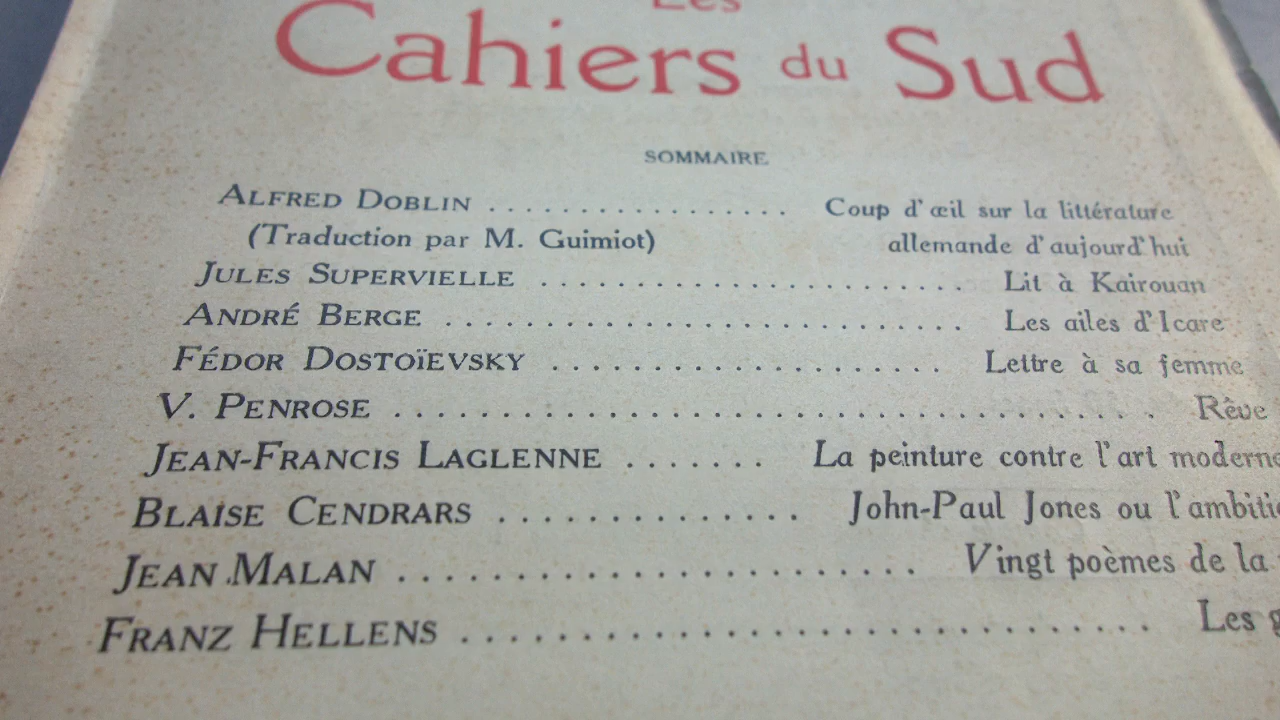 Les
Cahiers du Sud
SOMMAIRE
ALFRED DOBLIN . . . . . . . . . . . . . . . . . Coup d'œil sur la littérature
(Traduction par M. Guimiot) allemande d'aujourd'hui
JULES SUPERVIELLE . . . . . . . . . . . . . . . . . . . . . . . Lit à Kairouan
ANDRÉ BERGE . . . . . . . . . . . . . . . . . . . . . . . . . . . Les ailes d'Icare
FÉDOR DOSTOÏEVSKY . . . . . . . . . . . . . . . . . . . . Lettre à sa femme
V. PENROSE . . . . . . . . . . . . . . . . . . . . . . . . . . . . . . . Rêve
JEAN-FRANCIS LAGLENNE . . . . . . . La peinture contre l'art moderne
BLAISE CENDRARS . . . . . . . . . . . . . . John-Paul Jones ou l'ambiti
JEAN MALAN . . . . . . . . . . . . . . . . . . . . . . . Vingt poèmes de la
FRANZ HELLENS . . . . . . . . . . . . . . . . . . . . . . . . . . . . Les